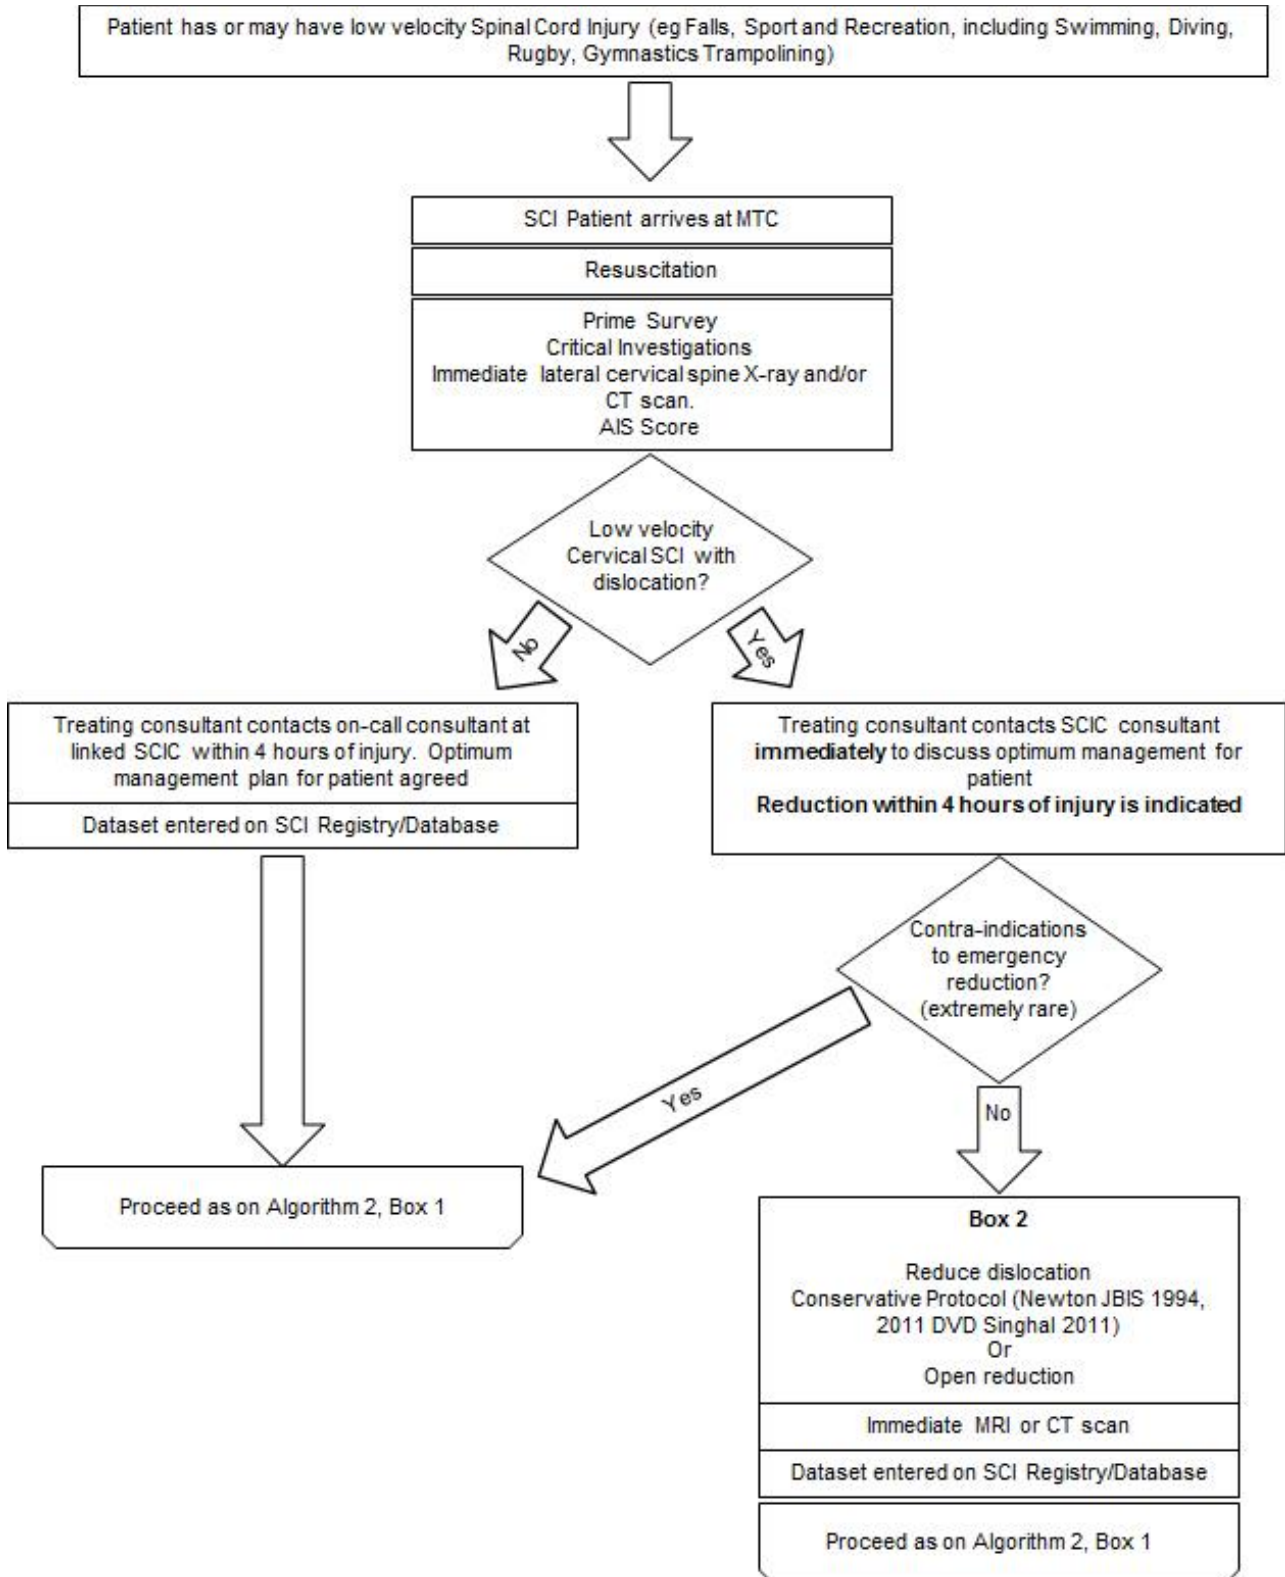 Patient has or may have low velocity Spinal Cord Injury (eg Falls, Sport and Recreation, including Swimming, Diving,
Rugby, Gymnastics Trampolining)
SCI Patient arrives at MTC
Resuscitation
Prime Survey
Critical Investigations
Immediate lateral cervical spine X-ray and/or
CT scan.
AIS Score
Low velocity
Cervical SCI with
dislocation?
No
Yes
Treating consultant contacts on-call consultant at
linked SCIC within 4 hours of injury. Optimum
management plan for patient agreed
Dataset entered on SCI Registry/Database
Treating consultant contacts SCIC consultant
immediately to discuss optimum management for
patient
Reduction within 4 hours of injury is indicated
Contra-indications
to emergency
reduction?
(extremely rare)
Yes
No
Proceed as on Algorithm 2, Box 1
Box 2
Reduce dislocation
Conservative Protocol (Newton JBIS 1994,
2011 DVD Singhal 2011)
Or
Open reduction
Immediate MRI or CT scan
Dataset entered on SCI Registry/Database
Proceed as on Algorithm 2, Box 1